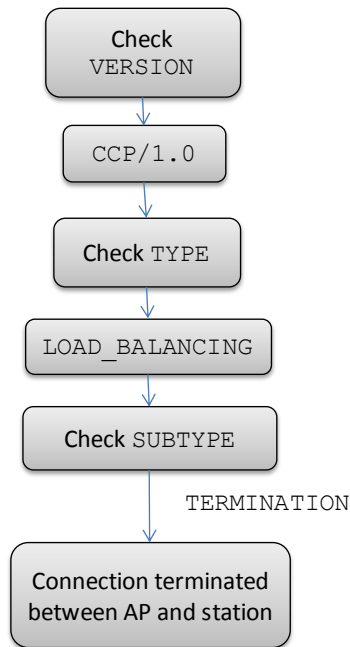 Check
VERSION
CCP/1.0
Check TYPE
LOAD_BALANCING
Check SUBTYPE
TERMINATION
Connection terminated
between AP and station